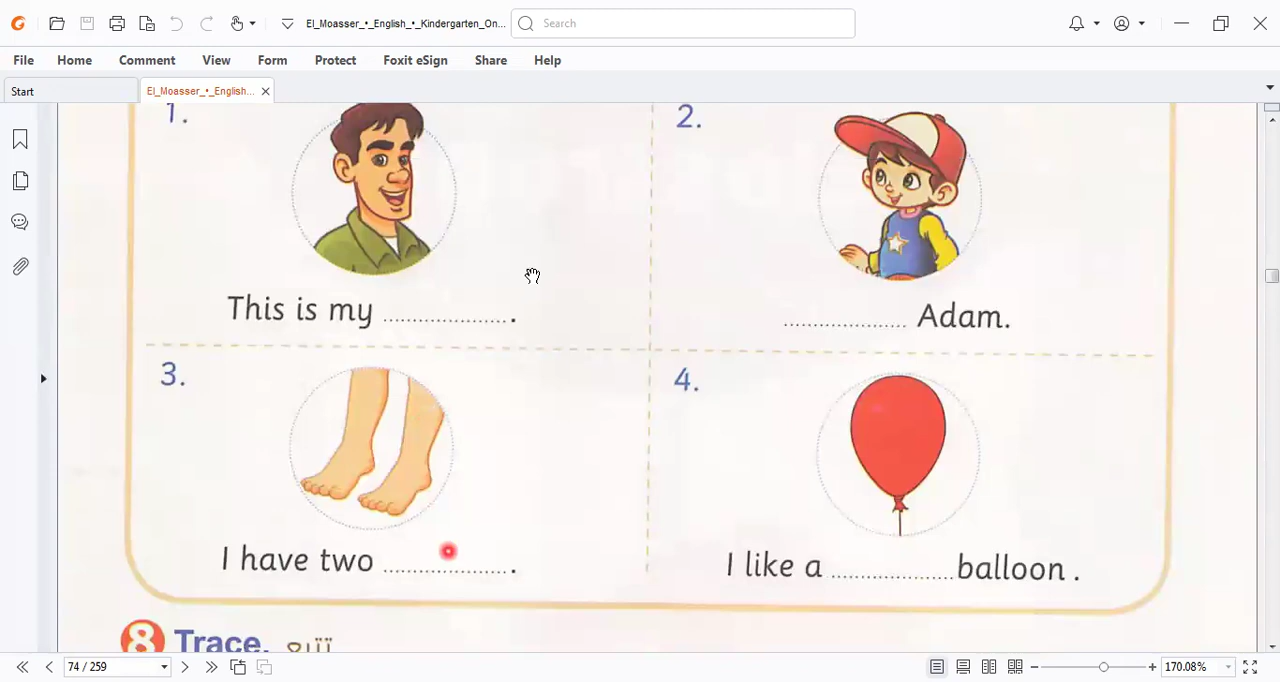 El_Moasser_•_English_•_Kindergarten_On...
Search
File Home Comment View Form Protect Foxit eSign Share Help
Start
El_Moasser_•_English...
1.
2.
This is my .................... .
.................... Adam.
3.
4.
I have two .................... .
I like a .................... balloon .
8 Trace. تتبع
74 / 259
170.08%